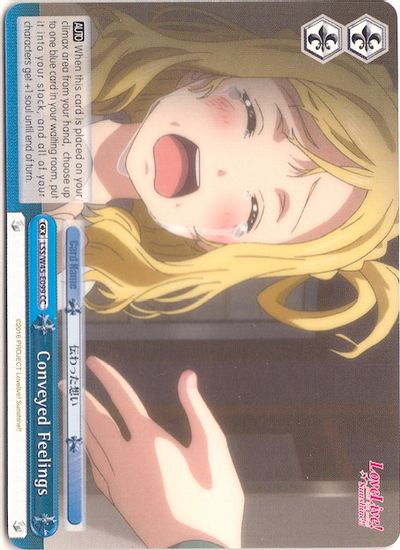 [AUTO] When this card is placed on your
climax area from your hand, choose up
to one blue card in your waiting room, put
it into your stock, and all of your
characters get +1 soul until end of turn.
CX
LSS/W45-E099 CC
Card Name
伝わった想い
Conveyed Feelings
©2016 PROJECT Lovelive! Sunshine!!
LoveLive!
Sunshine!!